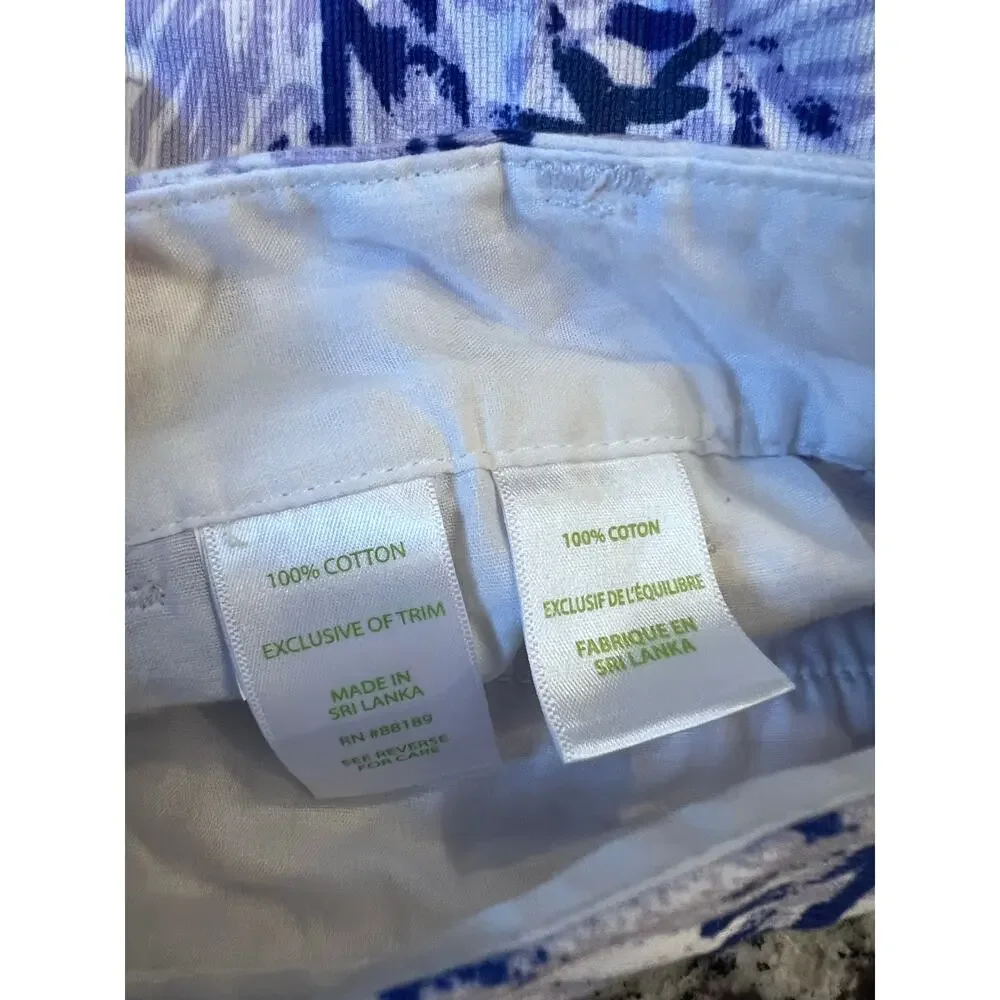 100% COTTON
EXCLUSIVE OF TRIM
MADE IN
SRI LANKA
RN #88189
SEE REVERSE
FOR CARE
100% COTON
EXCLUSIF DE L'ÉQUILIBRE
FABRIQUE EN
SRI LANKA